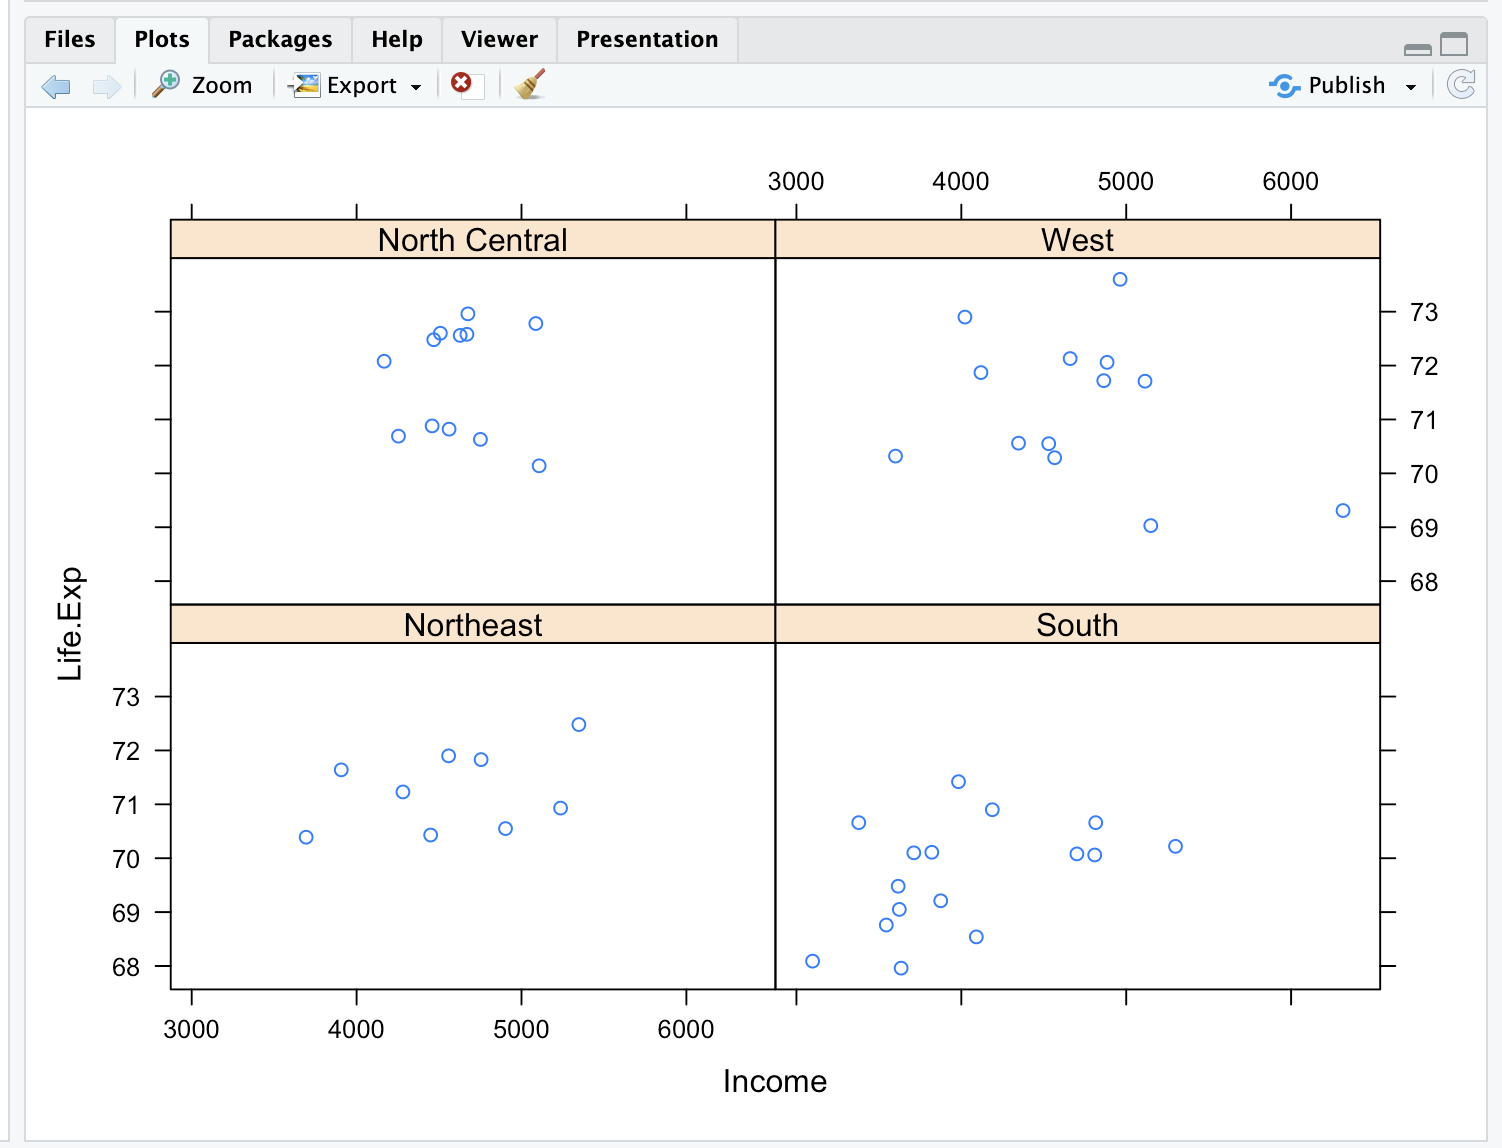 Files Plots Packages Help Viewer Presentation
Zoom Export Publish
3000 4000 5000 6000
North Central West
73
72
71
70
69
68
Life.Exp
Northeast South
73
72
71
70
69
68
3000 4000 5000 6000
Income